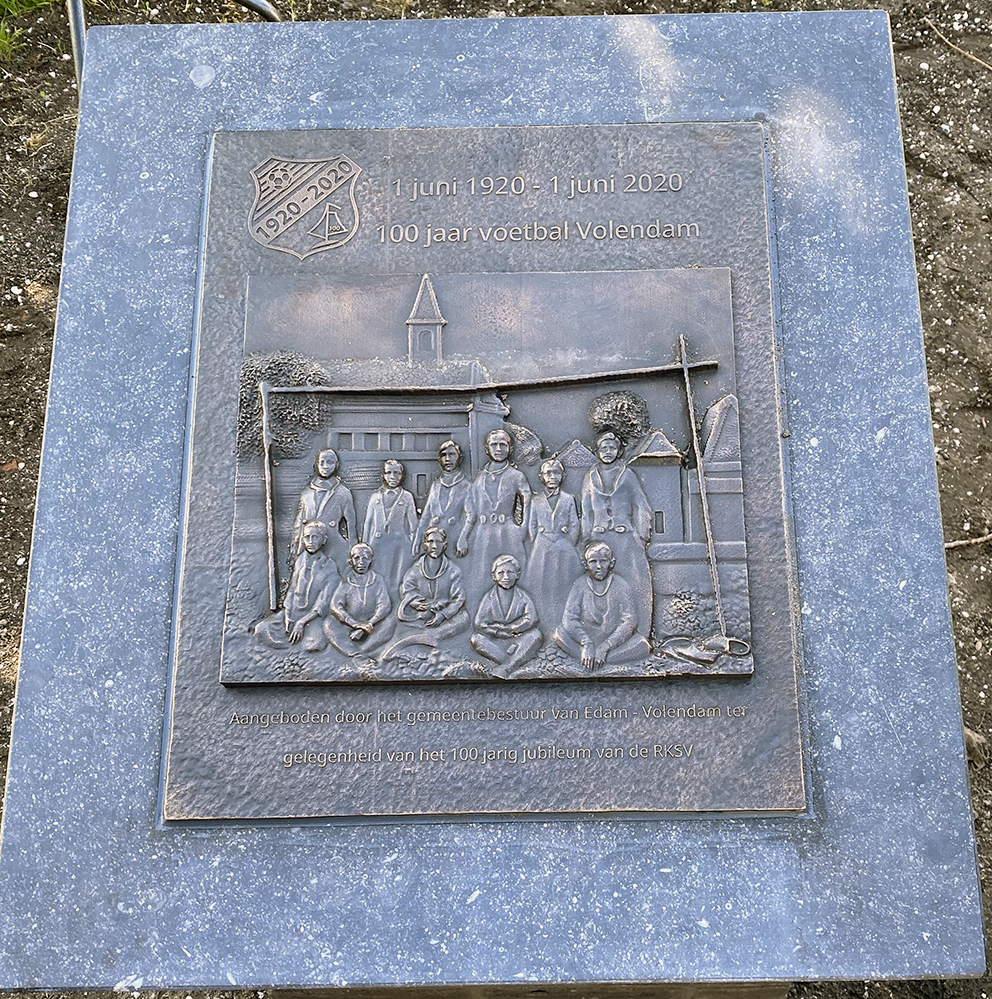 1920-2020
1 juni 1920 - 1 juni 2020
100 jaar voetbal Volendam
100
Aangeboden door het gemeentebestuur van Edam - Volendam ter
gelegenheid van het 100 jarig jubileum van de RKSV